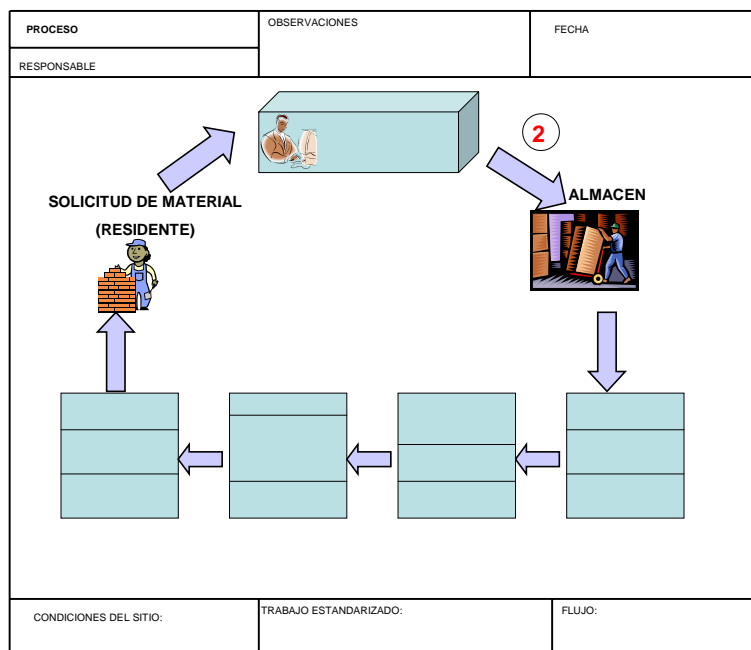 PROCESO
OBSERVACIONES
FECHA
RESPONSABLE
2
SOLICITUD DE MATERIAL
(RESIDENTE)
ALMACEN
CONDICIONES DEL SITIO:
TRABAJO ESTANDARIZADO:
FLUJO: